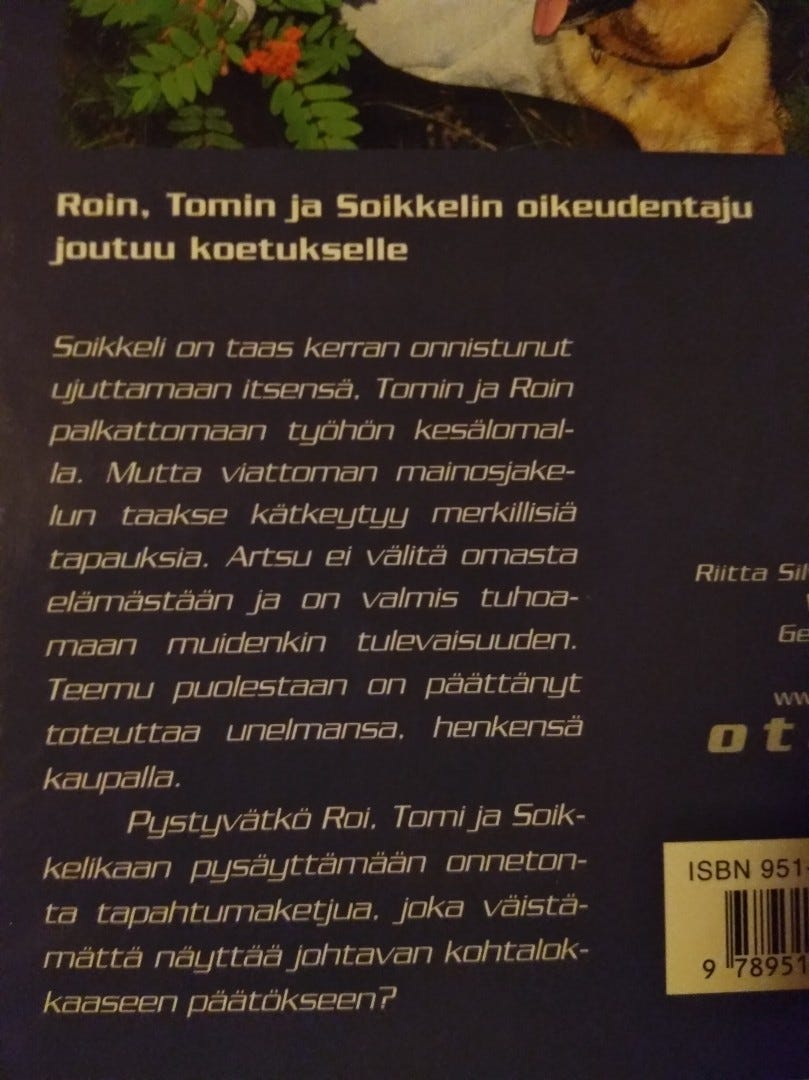 Roin, Tomin ja Soikkelin oikeudentaju
joutuu koetukselle
Soikkeli on taas kerran onnistunut
ujuttamaan itsensä, Tomin ja Roin
palkattomaan työhön kesälomal-
la. Mutta viattoman mainosjake-
lun taakse kätkeytyy merkillisiä
tapauksia. Artsu ei välitä omasta
elämästään ja on valmis tuhoa-
maan muidenkin tulevaisuuden.
Teemu puolestaan on päättänyt
toteuttaa unelmansa, henkensä
kaupalla.
Pystyvätkö Roi, Tomi ja Soik-
kelikaan pysäyttämään onneton-
ta tapahtumaketjua, joka väistä-
mättä näyttää johtavan kohtalok-
kaaseen päätökseen?
Riitta
ISBN 951
9 78951